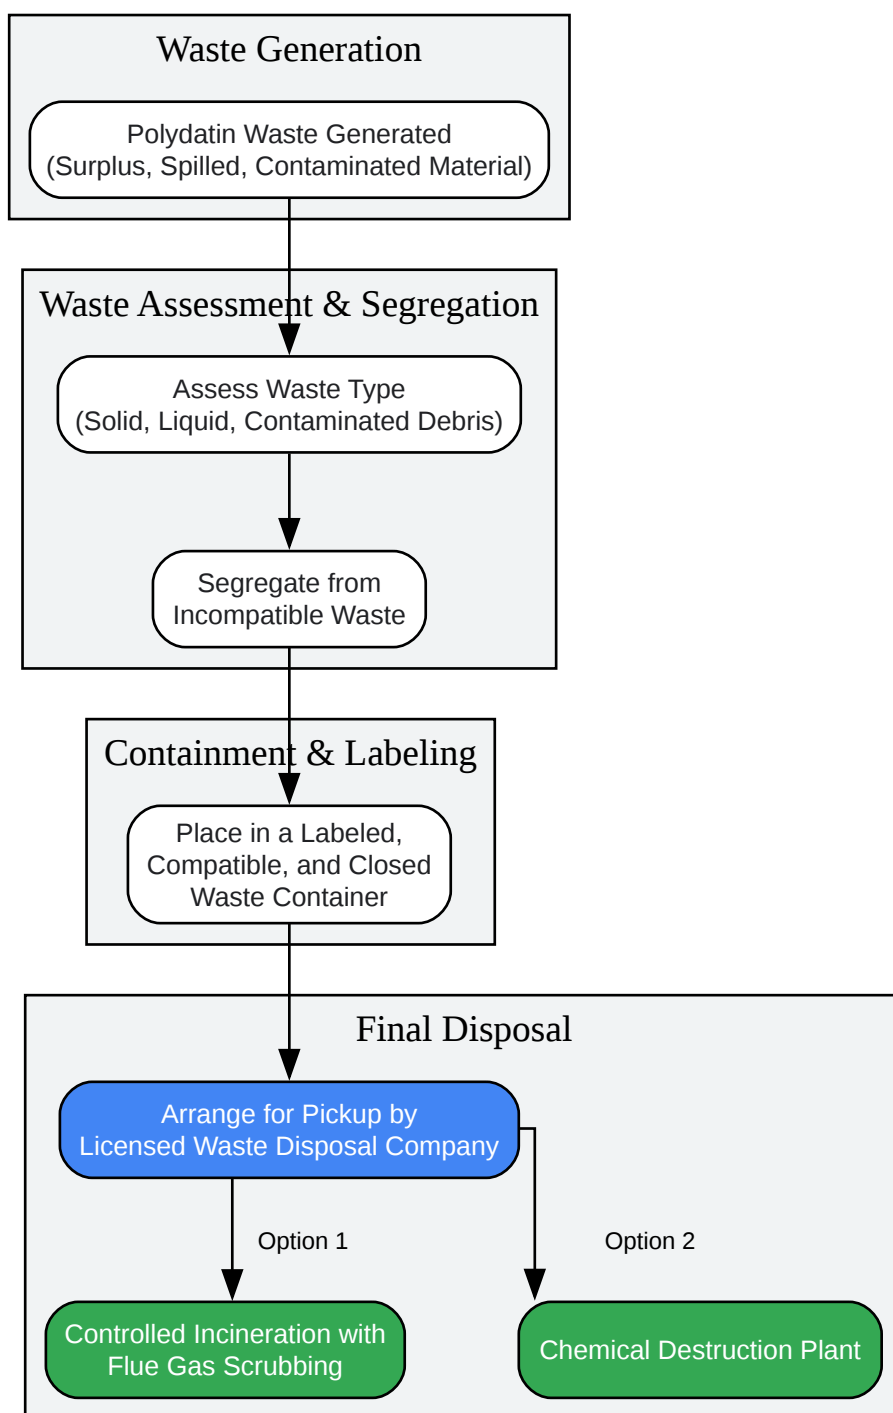 Waste Generation
Polydatin Waste Generated
(Surplus, Spilled, Contaminated Material)
Waste Assessment & Segregation
Assess Waste Type
(Solid, Liquid, Contaminated Debris)
Segregate from
Incompatible Waste
Containment & Labeling
Place in a Labeled,
Compatible, and Closed
Waste Container
Final Disposal
Arrange for Pickup by
Licensed Waste Disposal Company
Option 1
Option 2
Controlled Incineration with
Flue Gas Scrubbing
Chemical Destruction Plant